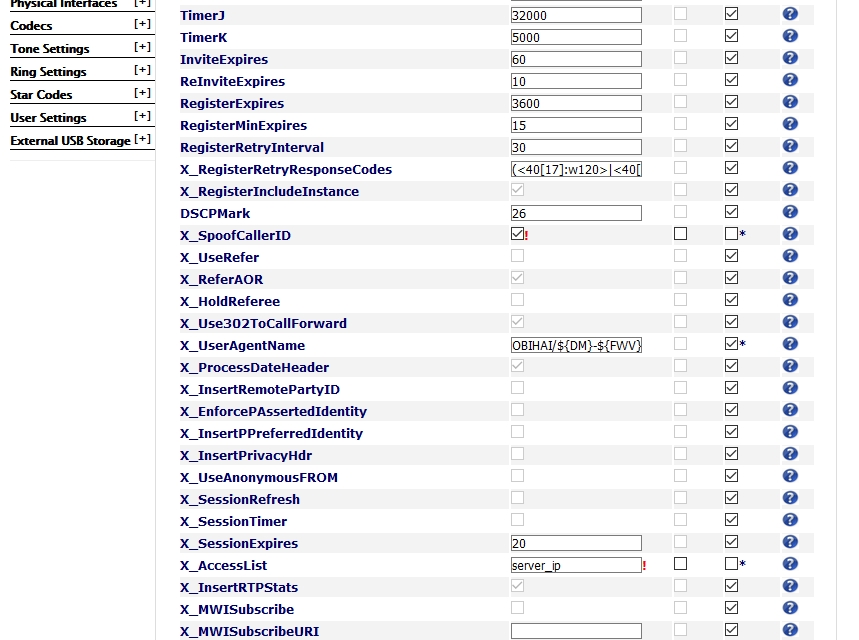 Physical Interfaces [+]
Codecs [+]
Tone Settings [+]
Ring Settings [+]
Star Codes [+]
User Settings [+]
External USB Storage [+]
TimerJ 32000 ?
TimerK 5000 ?
InviteExpires 60 ?
ReInviteExpires 10 ?
RegisterExpires 3600 ?
RegisterMinExpires 15 ?
RegisterRetryInterval 30 ?
X_RegisterRetryResponseCodes (<40[17]:w120>|<40[ ?
X_RegisterIncludeInstance ?
DSCPMark 26 ?
X_SpoofCallerID ! * ?
X_UseRefer ?
X_ReferAOR ?
X_HoldReferee ?
X_Use302ToCallForward ?
X_UserAgentName OBIHAI/${DM}-${FWV} * ?
X_ProcessDateHeader ?
X_InsertRemotePartyID ?
X_EnforcePAssertedIdentity ?
X_InsertPPreferredIdentity ?
X_InsertPrivacyHdr ?
X_UseAnonymousFROM ?
X_SessionRefresh ?
X_SessionTimer ?
X_SessionExpires 20 ?
X_AccessList server_ip ! * ?
X_InsertRTPStats ?
X_MWISubscribe ?
X_MWISubscribeURI ?